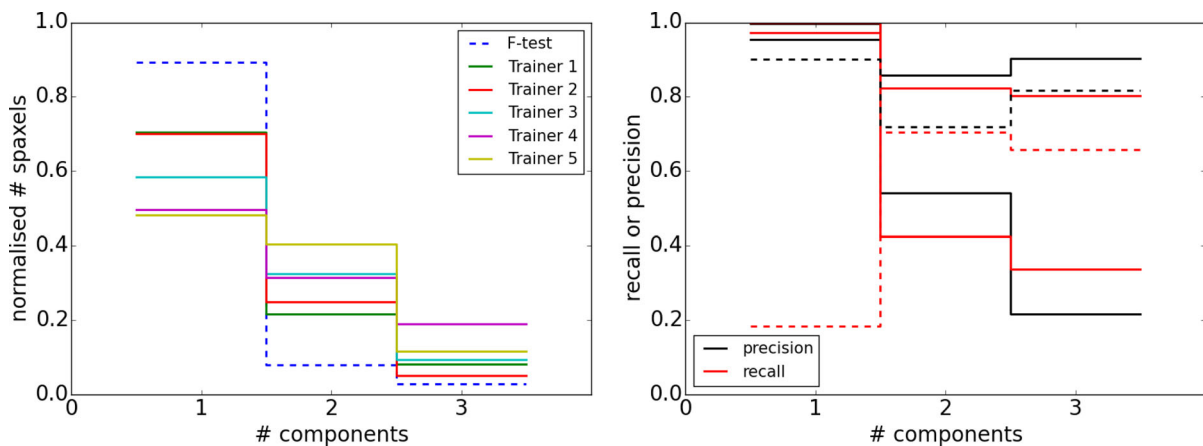 1.0
0.8
0.6
0.4
0.2
0.0
normalised # spaxels
0 1 2 3
# components
F-test
Trainer 1
Trainer 2
Trainer 3
Trainer 4
Trainer 5
1.0
0.8
0.6
0.4
0.2
0.0
recall or precision
0 1 2 3
# components
precision
recall